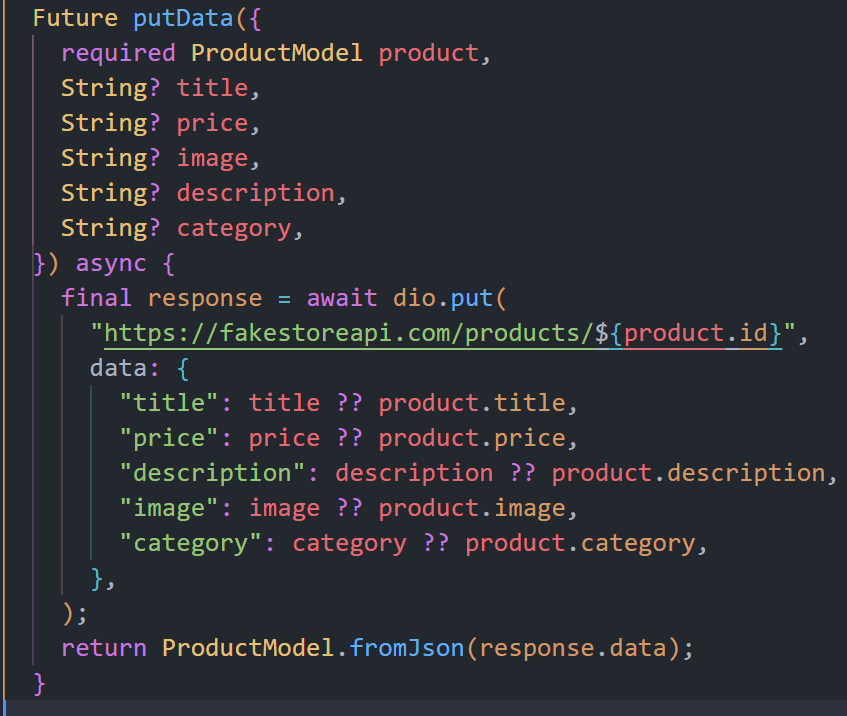 Future putData({
  required ProductModel product,
  String? title,
  String? price,
  String? image,
  String? description,
  String? category,
}) async {
  final response = await dio.put(
    "https://fakestoreapi.com/products/${product.id}",
    data: {
      "title": title ?? product.title,
      "price": price ?? product.price,
      "description": description ?? product.description,
      "image": image ?? product.image,
      "category": category ?? product.category,
    },
  );
  return ProductModel.fromJson(response.data);
}